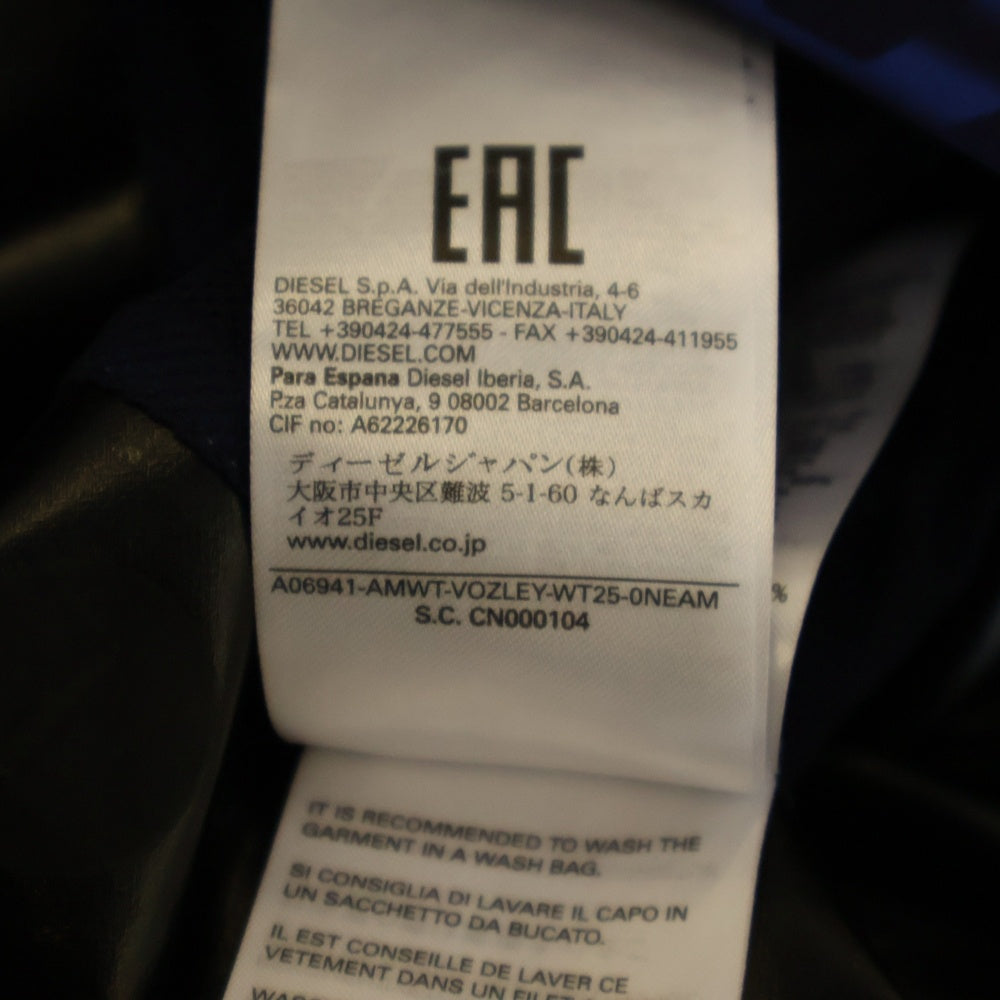 EAC
DIESEL S.p.A. Via dell'Industria, 4-6
36042 BREGANZE-VICENZA-ITALY
TEL +390424-477555 - FAX +390424-411955
WWW.DIESEL.COM
Para Espana Diesel Iberia, S.A.
P.za Catalunya, 9 08002 Barcelona
CIF no: A62226170
ディーゼルジャパン(株)
大阪市中央区難波 5-1-60 なんばスカ
イオ25F
www.diesel.co.jp
A06941-AMWT-VOZLEY-WT25-0NEAM
S.C. CN000104
%
IT IS RECOMMENDED TO WASH THE
GARMENT IN A WASH BAG.
SI CONSIGLIA DI LAVARE IL CAPO IN
UN SACCHETTO DA BUCATO.
IL EST CONSEILLE DE LAVER CE
VETEMENT DANS UN FILET